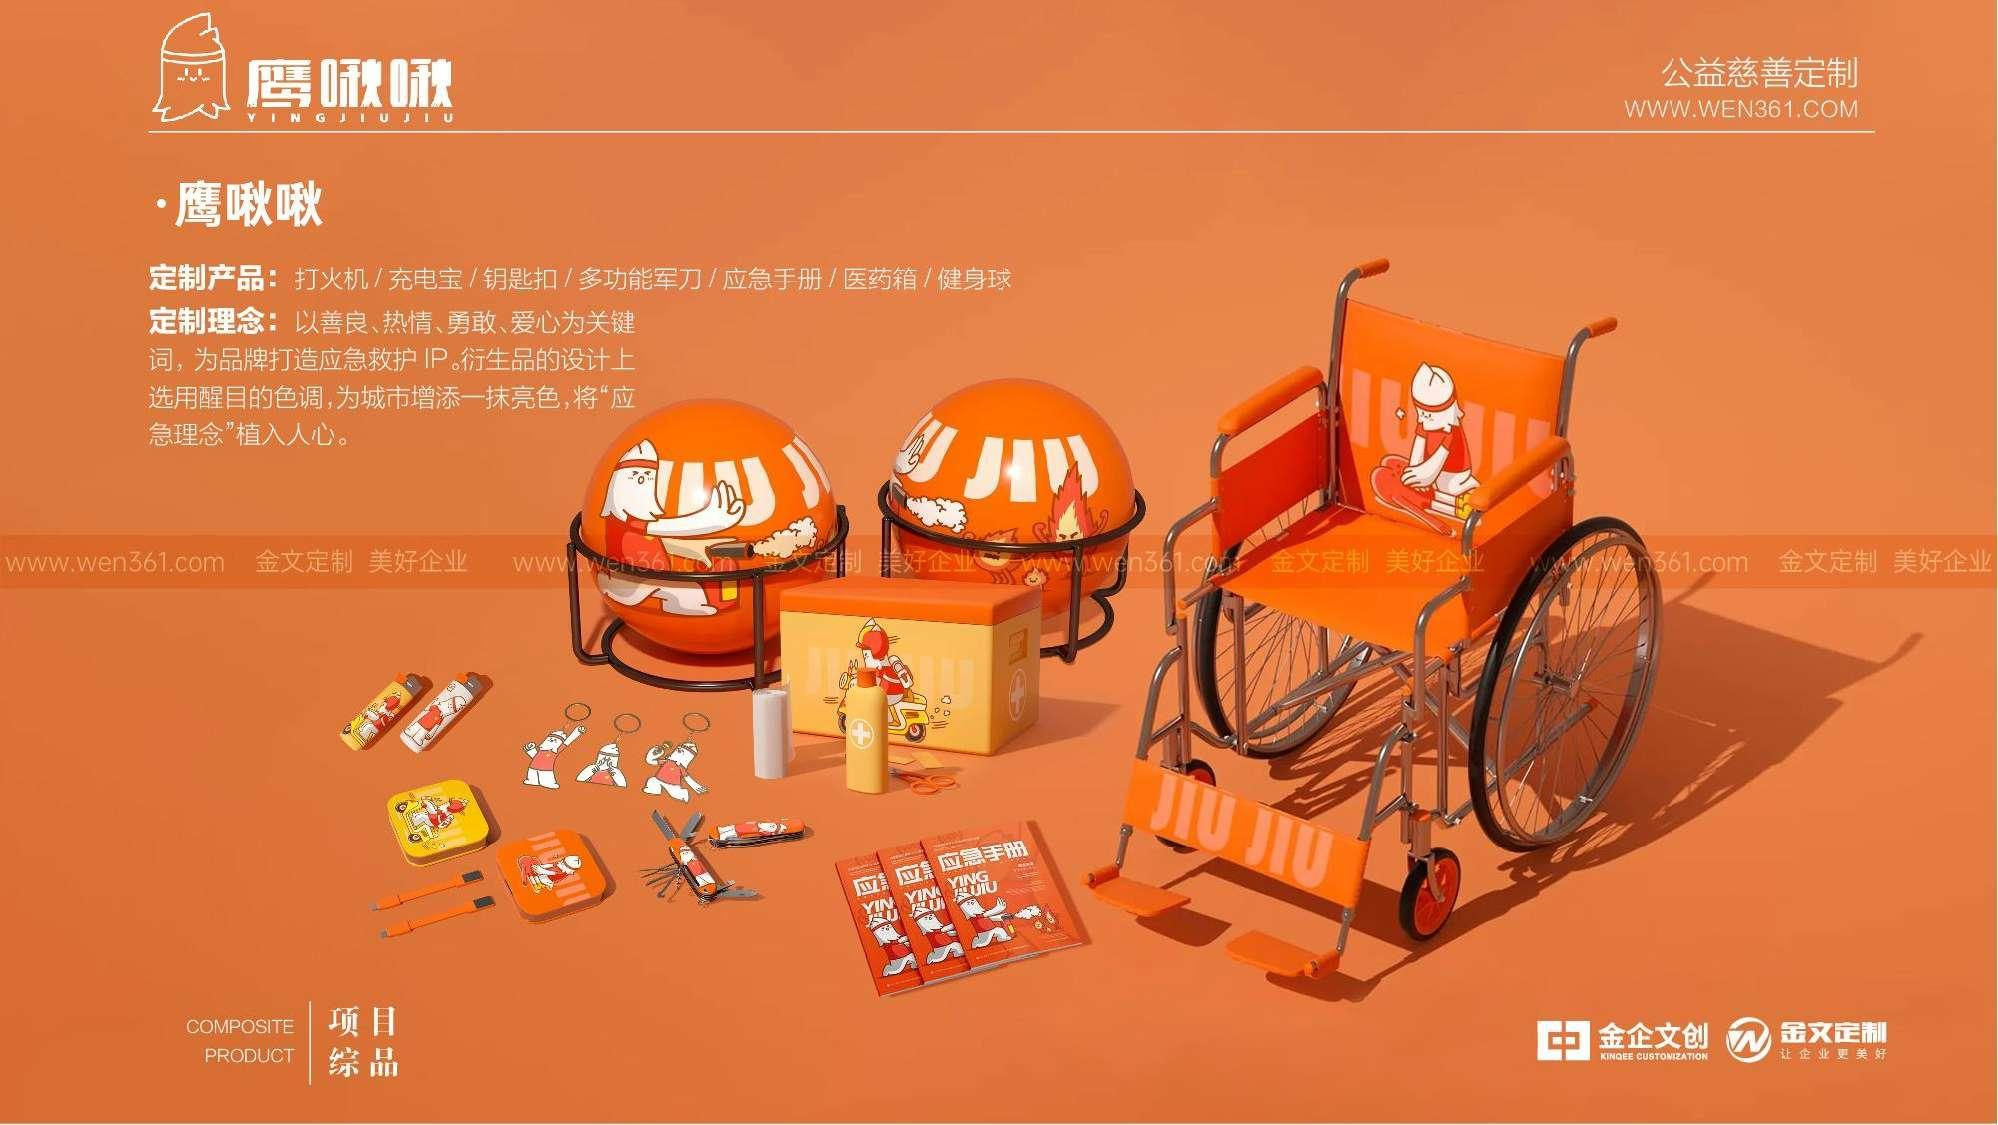 鹰啾啾
YINGJIUJIU
公益慈善定制
WWW.WEN361.COM
·鹰啾啾
定制产品：打火机 / 充电宝 / 钥匙扣 / 多功能军刀 / 应急手册 / 医药箱 / 健身球
定制理念：以善良、热情、勇敢、爱心为关键
词，为品牌打造应急救护 IP。衍生品的设计上
选用醒目的色调，为城市增添一抹亮色，将“应
急理念”植入人心。
JIU J
U JIU
JIU JIU
www.wen361.com 金文定制 美好企业 www.wen361.com 金文定制 美好企业 www.wen361.com 金文定制 美好企业 www.wen361.com 金文定制 美好企业
JIU JIU
JIU JIU
应急手册
YING
JIUJIU
COMPOSITE
PRODUCT
项目
综品
金企文创
KINQEE CUSTOMIZATION
金文定制
让企业更美好